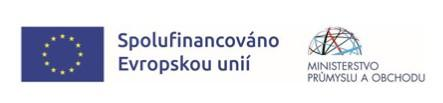 Spolufinancováno
Evropskou unií
MINISTERSTVO
PRŮMYSLU A OBCHODU